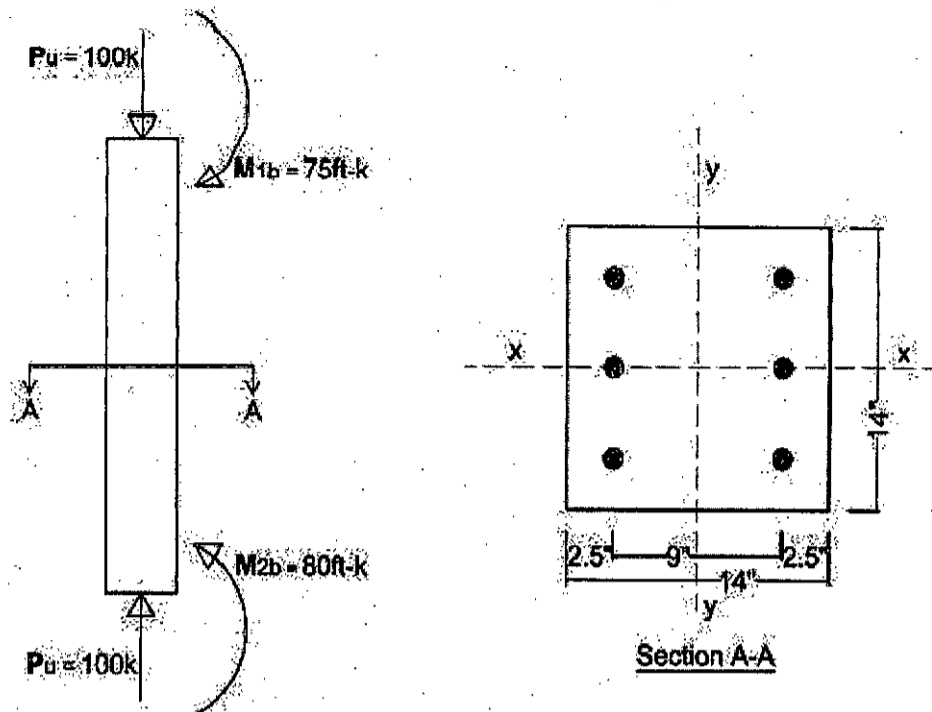 Pu = 100k
M1b = 75ft-k
A A
M2b = 80ft-k
Pu = 100k
y
x x
14"
2.5" 9" 2.5"
14"
y
Section A-A